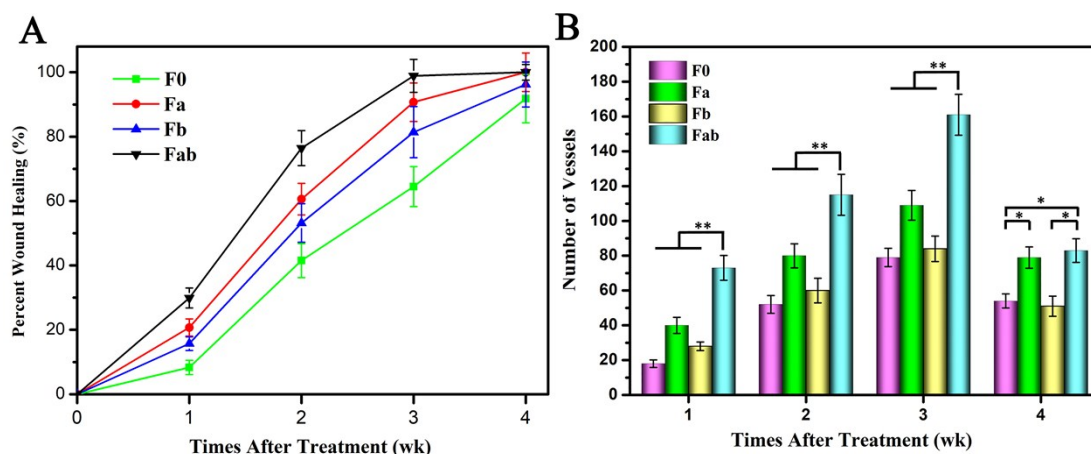 A
Percent Wound Healing (%)
100
80
60
40
20
0
F0
Fa
Fb
Fab
0
1
2
3
4
Times After Treatment (wk)
B
Number of Vessels
200
180
160
140
120
100
80
60
40
20
0
F0
Fa
Fb
Fab
**
**
**
*
*
*
1
2
3
4
Times After Treatment (wk)